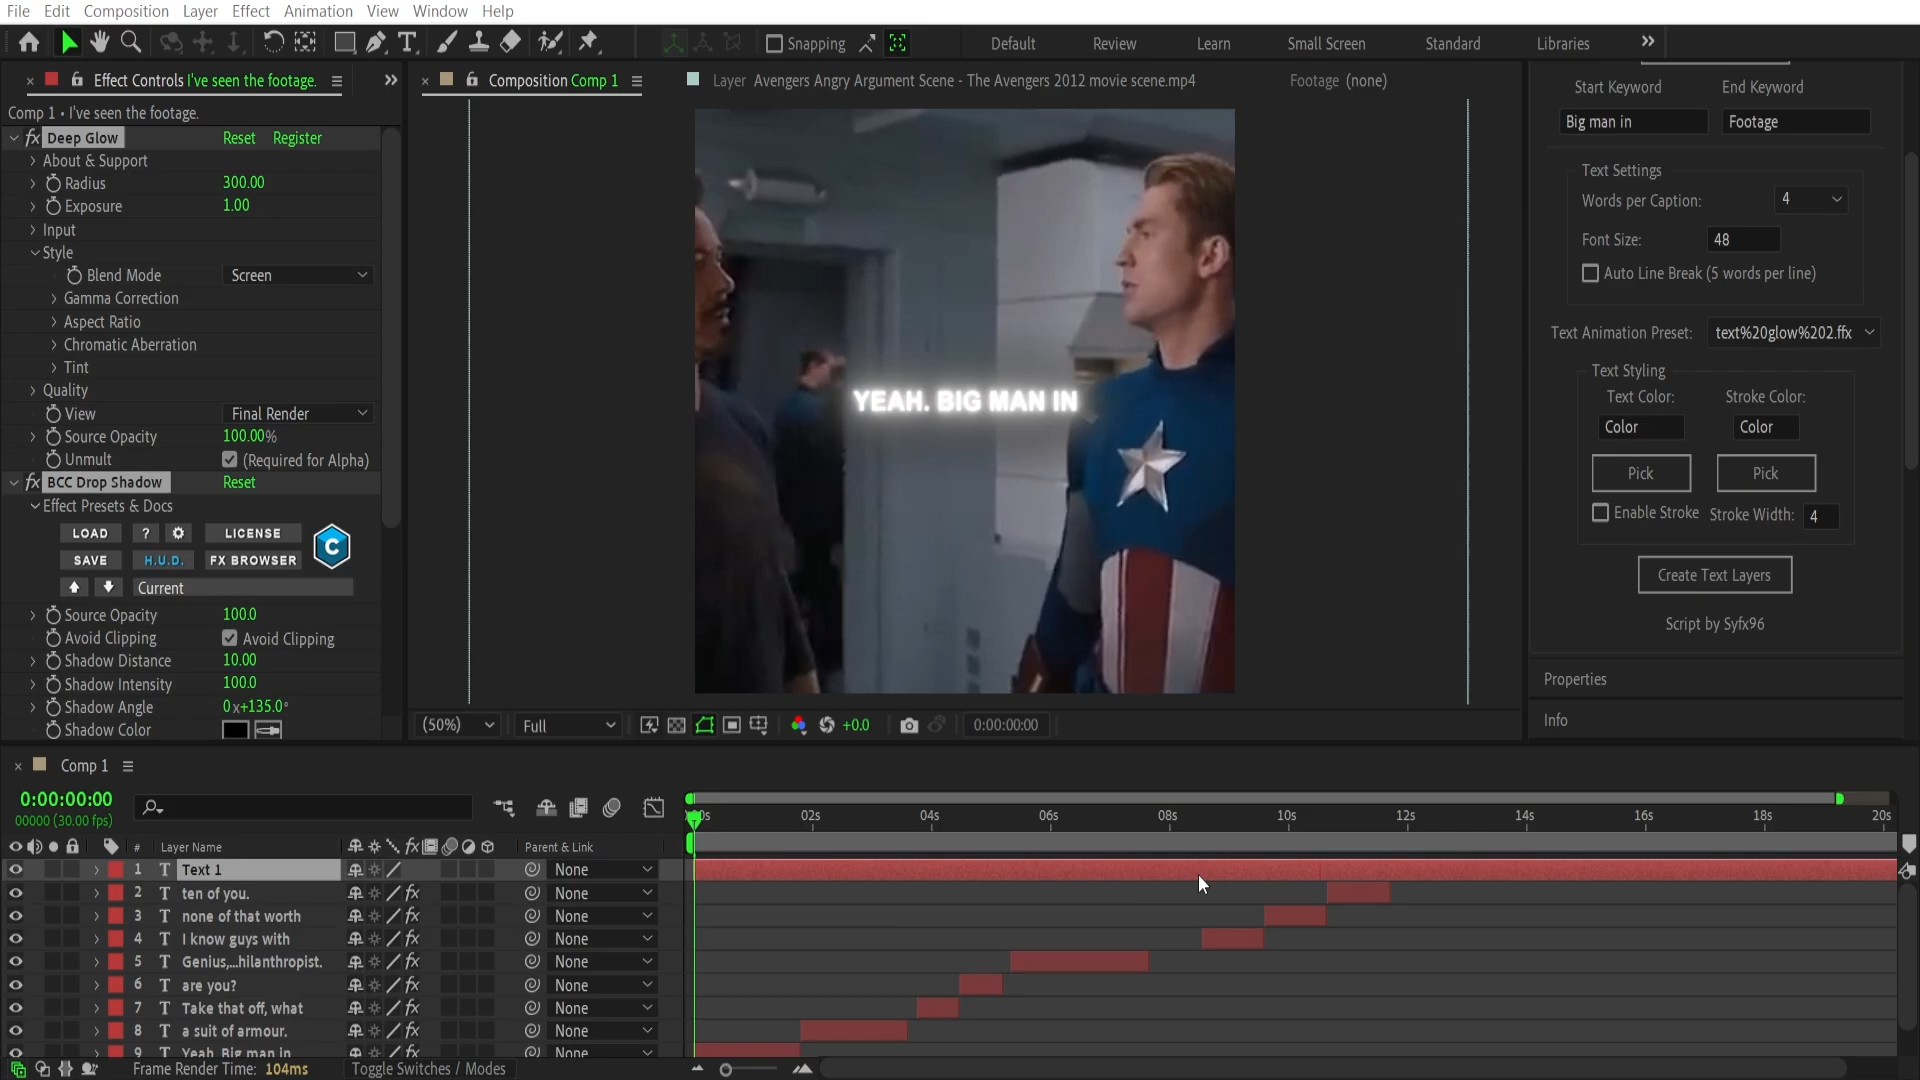 File Edit Composition Layer Effect Animation View Window Help
Snapping Default Review Learn Small Screen Standard Libraries
Effect Controls I've seen the footage.
Composition Comp 1
Layer Avengers Angry Argument Scene - The Avengers 2012 movie scene.mp4
Footage (none)
Comp 1 • I've seen the footage.
fx Deep Glow Reset Register
About & Support
Radius 300.00
Exposure 1.00
Input
Style
Blend Mode Screen
Gamma Correction
Aspect Ratio
Chromatic Aberration
Tint
Quality
View Final Render
Source Opacity 100.00%
Unmult (Required for Alpha)
fx BCC Drop Shadow Reset
Effect Presets & Docs
LOAD ? LICENSE
SAVE H.U.D. FX BROWSER
C
Current
Source Opacity 100.0
Avoid Clipping Avoid Clipping
Shadow Distance 10.00
Shadow Intensity 100.0
Shadow Angle 0x+135.0°
Shadow Color
YEAH. BIG MAN IN
(50%) Full +0.0 0:00:00:00
Start Keyword End Keyword
Big man in Footage
Text Settings
Words per Caption: 4
Font Size: 48
Auto Line Break (5 words per line)
Text Animation Preset: text%20glow%202.ffx
Text Styling
Text Color: Stroke Color:
Color Color
Pick Pick
Enable Stroke Stroke Width: 4
Create Text Layers
Script by Syfx96
Properties
Info
Comp 1
0:00:00:00
00000 (30.00 fps)
02s 04s 06s 08s 10s 12s 14s 16s 18s 20s
# Layer Name fx Parent & Link
1 T Text 1 None
2 T ten of you. fx None
3 T none of that worth fx None
4 T I know guys with fx None
5 T Genius,...hilanthropist. fx None
6 T are you? fx None
7 T Take that off, what fx None
8 T a suit of armour. fx None
9 T Yeah. Big man in fx None
Frame Render Time: 104ms Toggle Switches / Modes